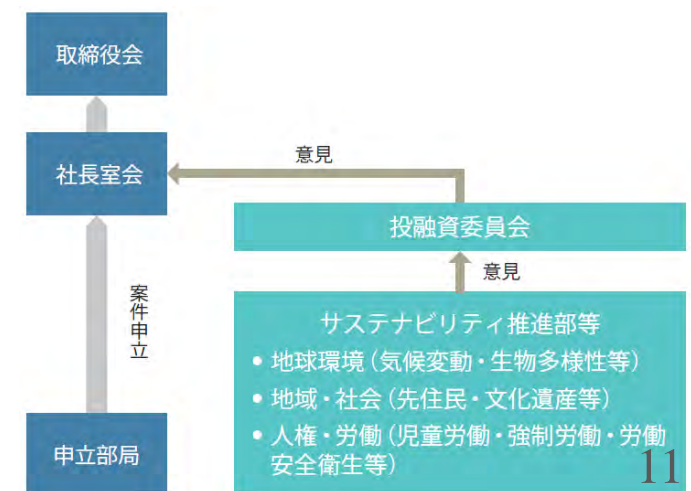 取締役会
社長室会
意見
投融資委員会
意見
案件申立
サステナビリティ推進部等
• 地球環境（気候変動・生物多様性等）
• 地域・社会（先住民・文化遺産等）
• 人権・労働（児童労働・強制労働・労働
安全衛生等）
申立部局
11